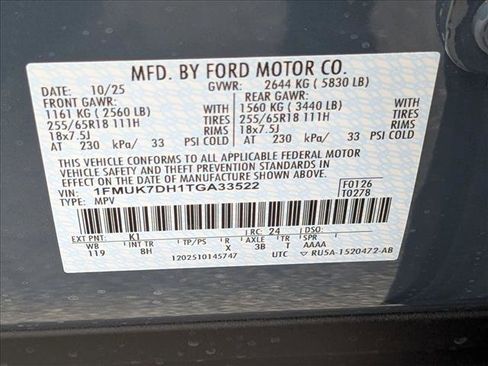 MFD. BY FORD MOTOR CO.
DATE: 10/25 GVWR: 2644 KG ( 5830 LB)
FRONT GAWR: REAR GAWR:
1161 KG ( 2560 LB) 1560 KG ( 3440 LB)
255/65R18 111H TIRES 255/65R18 111H TIRES
18x7.5J RIMS 18x7.5J RIMS
AT 230 kPa/ 33 PSI COLD AT 230 kPa/ 33 PSI COLD
THIS VEHICLE CONFORMS TO ALL APPLICABLE FEDERAL MOTOR
VEHICLE SAFETY AND THEFT PREVENTION STANDARDS IN
EFFECT ON THE DATE OF MANUFACTURE SHOWN ABOVE.
VIN: 1FMUK7DH1TGA33522 F0126
TYPE: MPV T0278
EXT PNT: K1 RC: 24 DSO:
WB INT TR TP/PS R AXLE TR SPR
119 8H X 3B T AAAA
1202510145747 UTC RU5A-1520472-AB